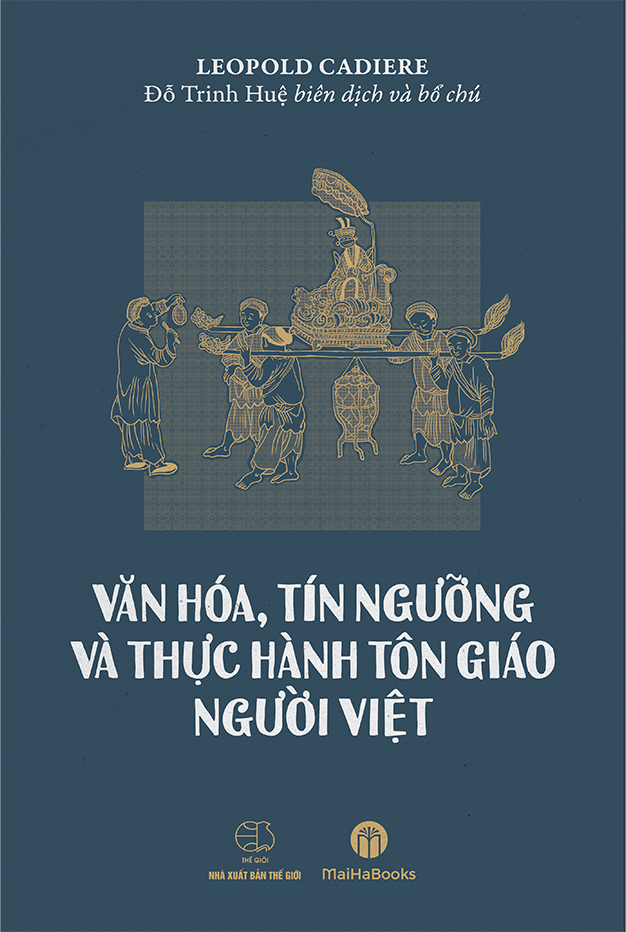 LEOPOLD CADIERE
Đỗ Trinh Huệ biên dịch và bổ chú
VĂN HÓA, TÍN NGƯỠNG
VÀ THỰC HÀNH TÔN GIÁO
NGƯỜI VIỆT
THẾ GIỚI
NHÀ XUẤT BẢN THẾ GIỚI
MaiHaBooks